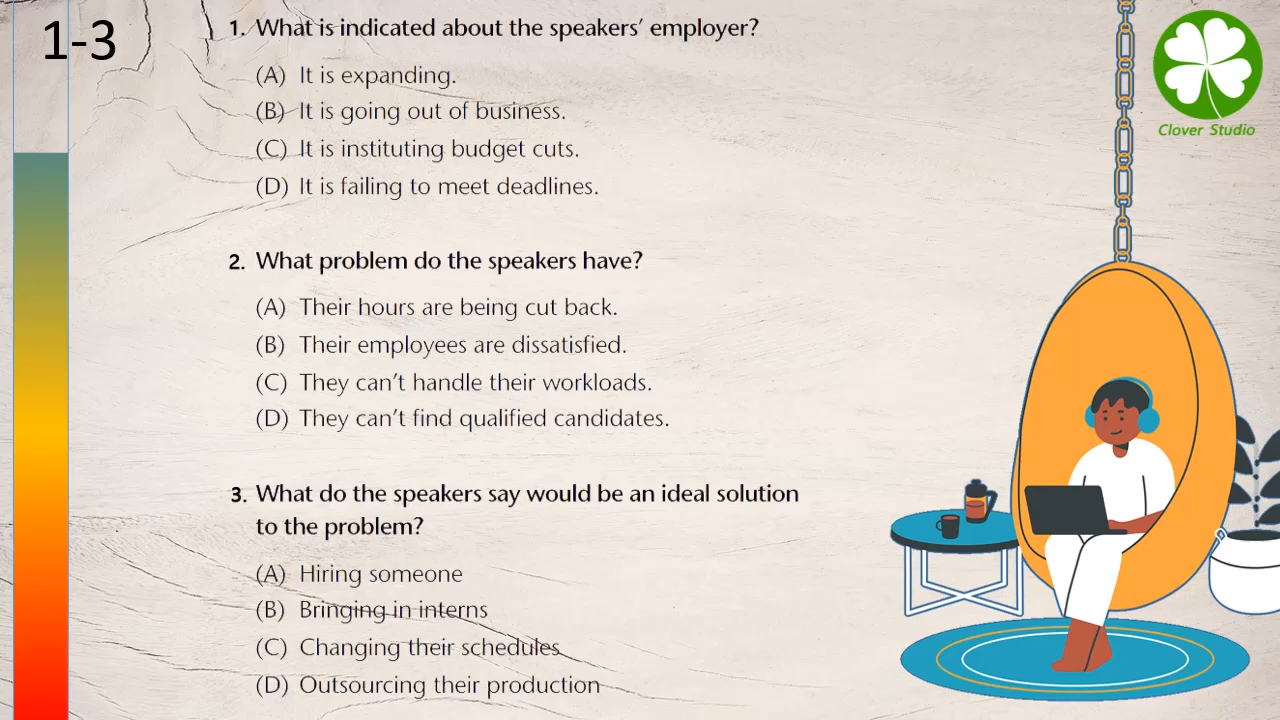 1-3
1. What is indicated about the speakers' employer?
(A) It is expanding.
(B) It is going out of business.
(C) It is instituting budget cuts.
(D) It is failing to meet deadlines.
2. What problem do the speakers have?
(A) Their hours are being cut back.
(B) Their employees are dissatisfied.
(C) They can't handle their workloads.
(D) They can't find qualified candidates.
3. What do the speakers say would be an ideal solution
to the problem?
(A) Hiring someone
(B) Bringing in interns
(C) Changing their schedules
(D) Outsourcing their production
Clover Studio